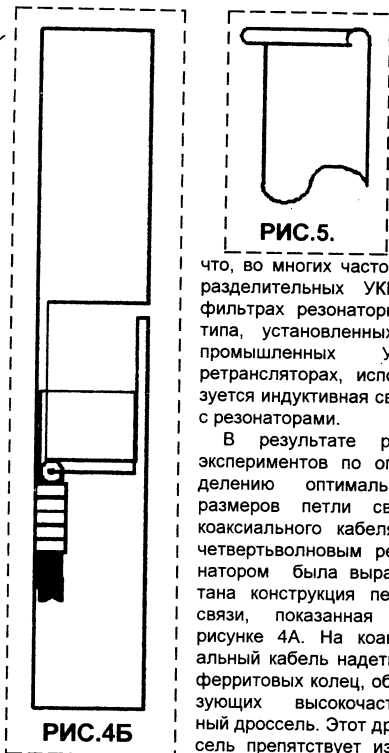 РИС.4Б
РИС.5.
что, во многих часто
разделительных УК
фильтрах резонатор
типа, установленных
промышленных У
ретрансляторах, испо
зуется индуктивная св
с резонаторами.
В результате р
экспериментов по оп
делению оптималь
размеров петли св
коаксиального кабел
четвертьволновым ре
натором была выра
тана конструкция пе
связи, показанная
рисунке 4А. На коак
альный кабель надет
ферритовых колец, об
зующих высокочаст
ный дроссель. Этот др
сель препятствует из